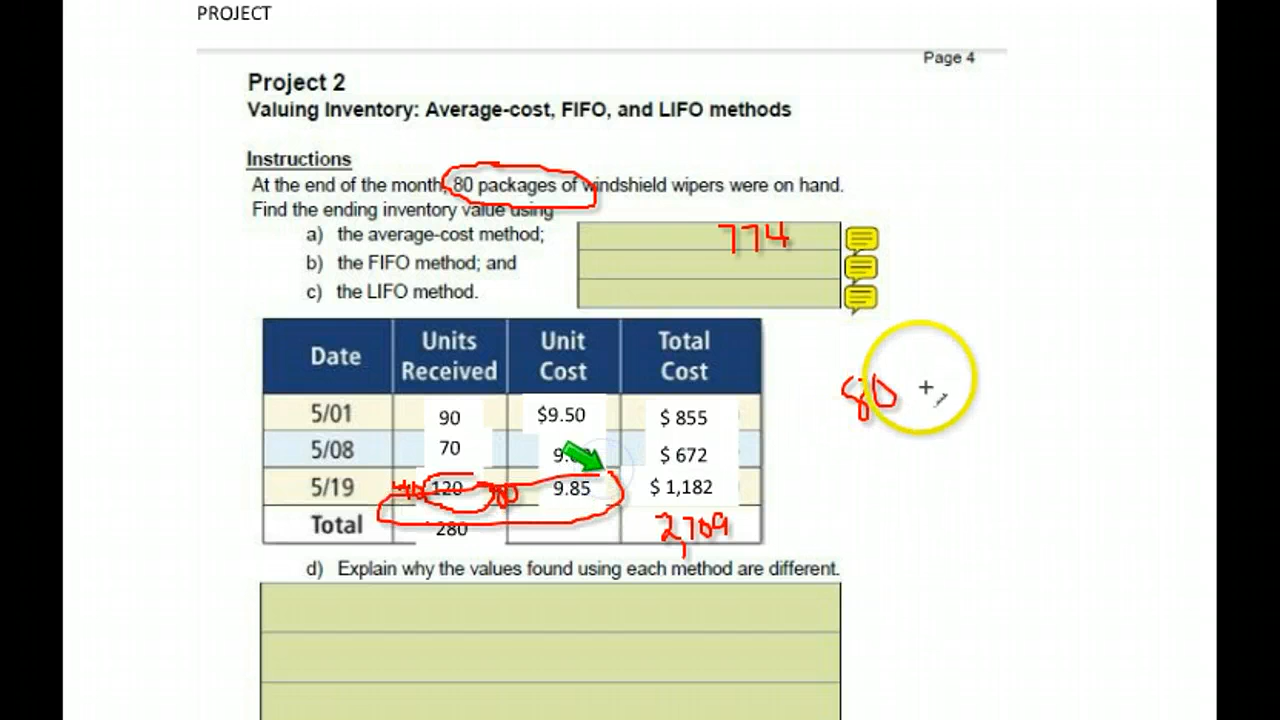 PROJECT
Page 4
Project 2
Valuing Inventory: Average-cost, FIFO, and LIFO methods
Instructions
At the end of the month, 80 packages of windshield wipers were on hand.
Find the ending inventory value using
a) the average-cost method; 774
b) the FIFO method; and
c) the LIFO method.
Date Units Received Unit Cost Total Cost
5/01 90 $9.50 $ 855
5/08 70 $ 672
5/19 120 80 9.85 $ 1,182
Total 280 2,709
80
d) Explain why the values found using each method are different.